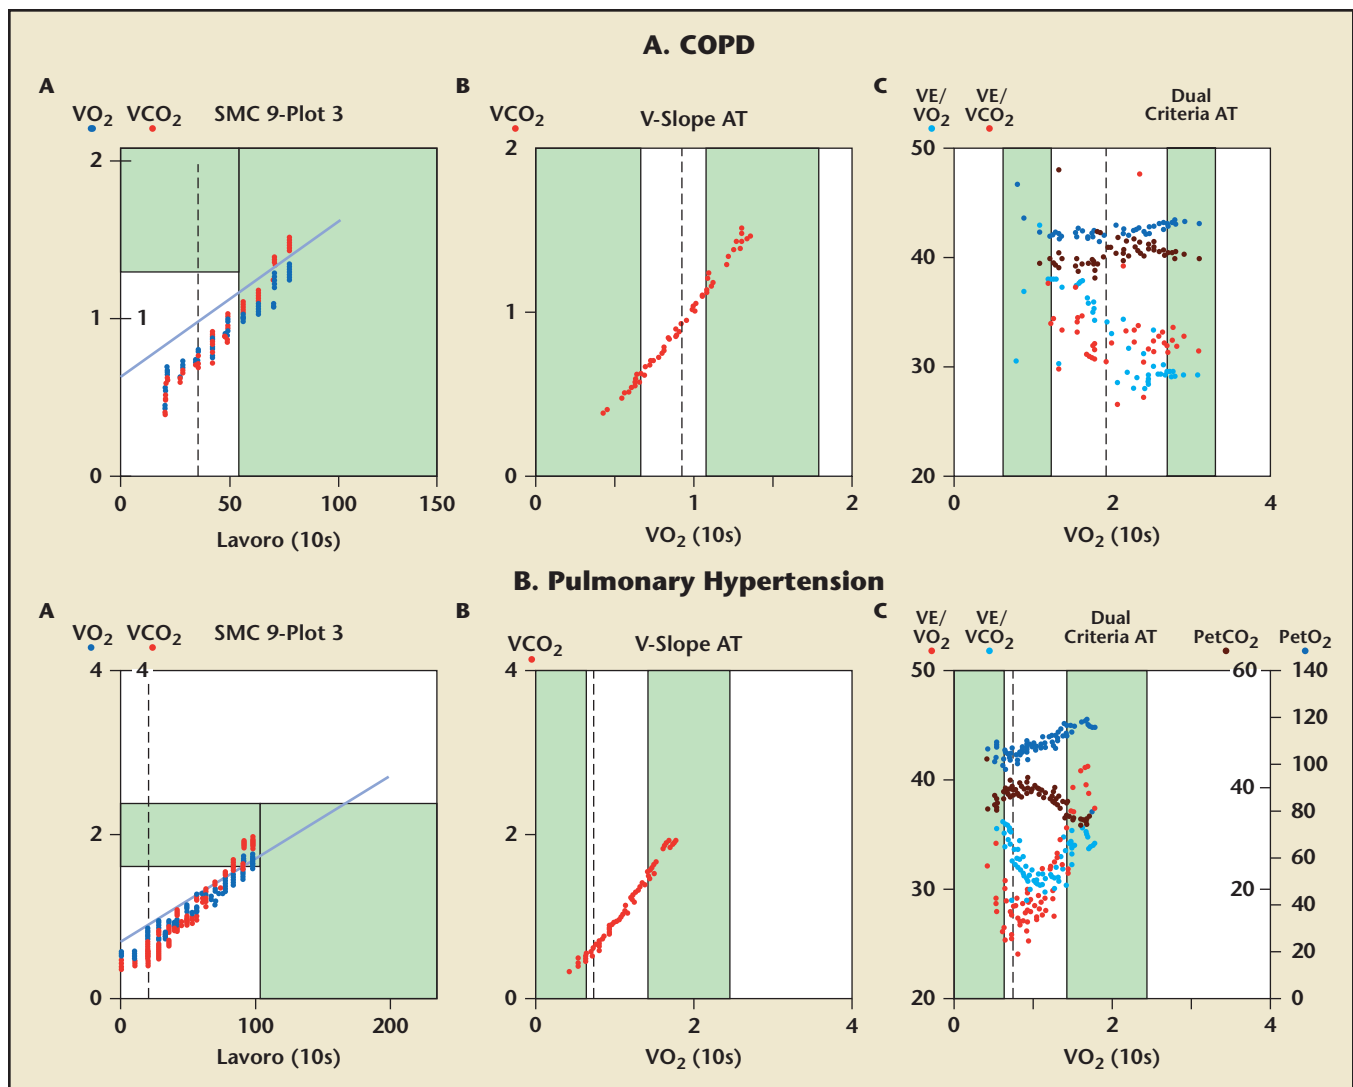 A. COPD
A
VO2 VCO2 SMC 9-Plot 3
2
1 1
0
0 50 100 150
Lavoro (10s)
B
VCO2 V-Slope AT
2
1
0
0 1 2
VO2 (10s)
C
VE/ VE/ Dual
VO2 VCO2 Criteria AT
50
40
30
20
0 2 4
VO2 (10s)
B. Pulmonary Hypertension
A
VO2 VCO2 SMC 9-Plot 3
4 4
2
0
0 100 200
Lavoro (10s)
B
VCO2 V-Slope AT
4
2
0
0 2 4
VO2 (10s)
C
VE/ VE/ Dual
VO2 VCO2 Criteria AT PetCO2 PetO2
50 60 140
120
100
40 40 80
60
30 20 40
20
20 0
0 2 4
VO2 (10s)